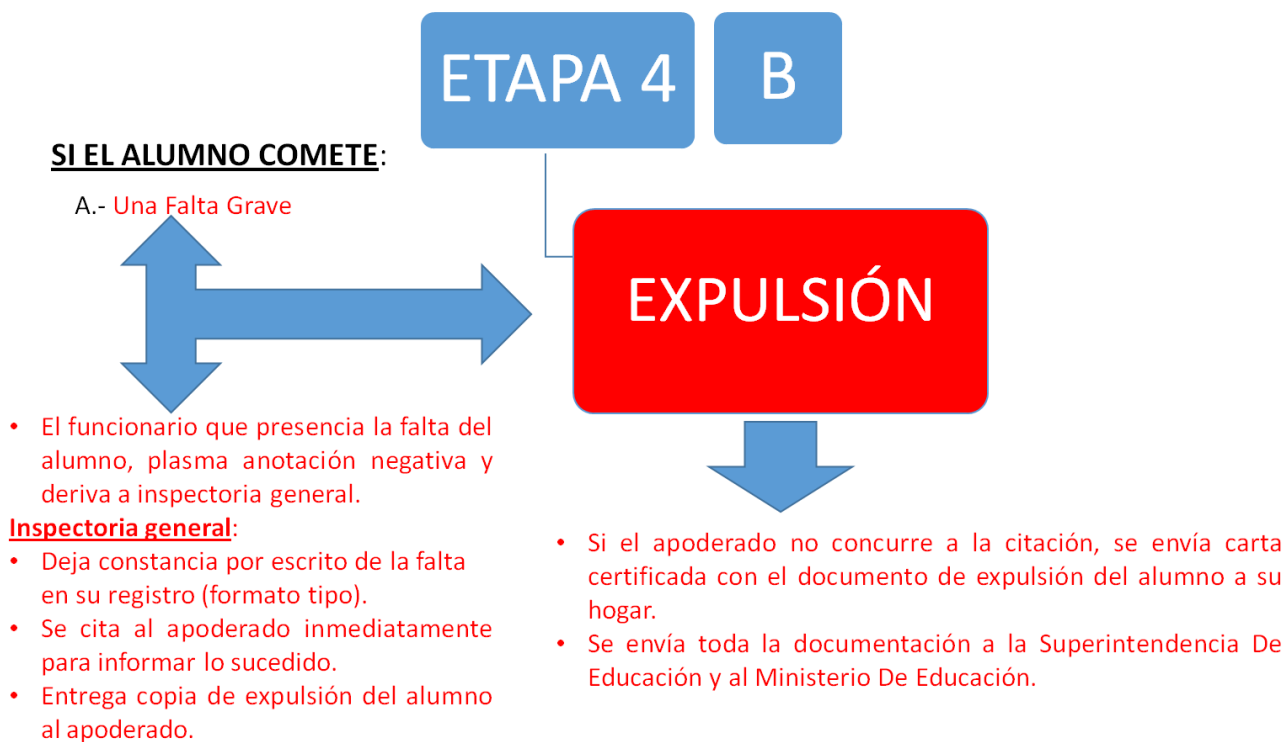 ETAPA 4
B
SI EL ALUMNO COMETE:
A.- Una Falta Grave
EXPULSIÓN
• El funcionario que presencia la falta del
alumno, plasma anotación negativa y
deriva a inspectoria general.
Inspectoria general:
• Deja constancia por escrito de la falta
en su registro (formato tipo).
• Se cita al apoderado inmediatamente
para informar lo sucedido.
• Entrega copia de expulsión del alumno
al apoderado.
• Si el apoderado no concurre a la citación, se envía carta
certificada con el documento de expulsión del alumno a su
hogar.
• Se envía toda la documentación a la Superintendencia De
Educación y al Ministerio De Educación.